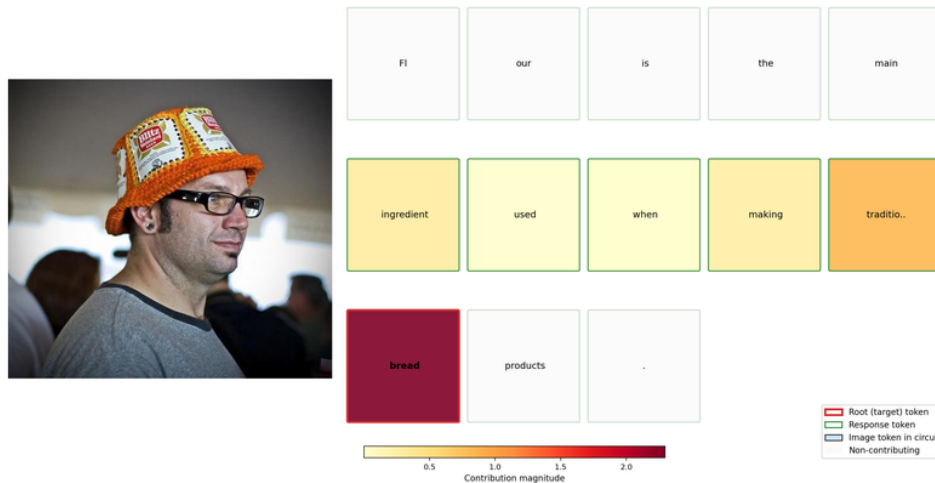 Blitz
Fl
our
is
the
main
ingredient
used
when
making
traditio..
bread
products
.
0.5
1.0
1.5
2.0
Contribution magnitude
Root (target) token
Response token
Image token in circu
Non-contributing